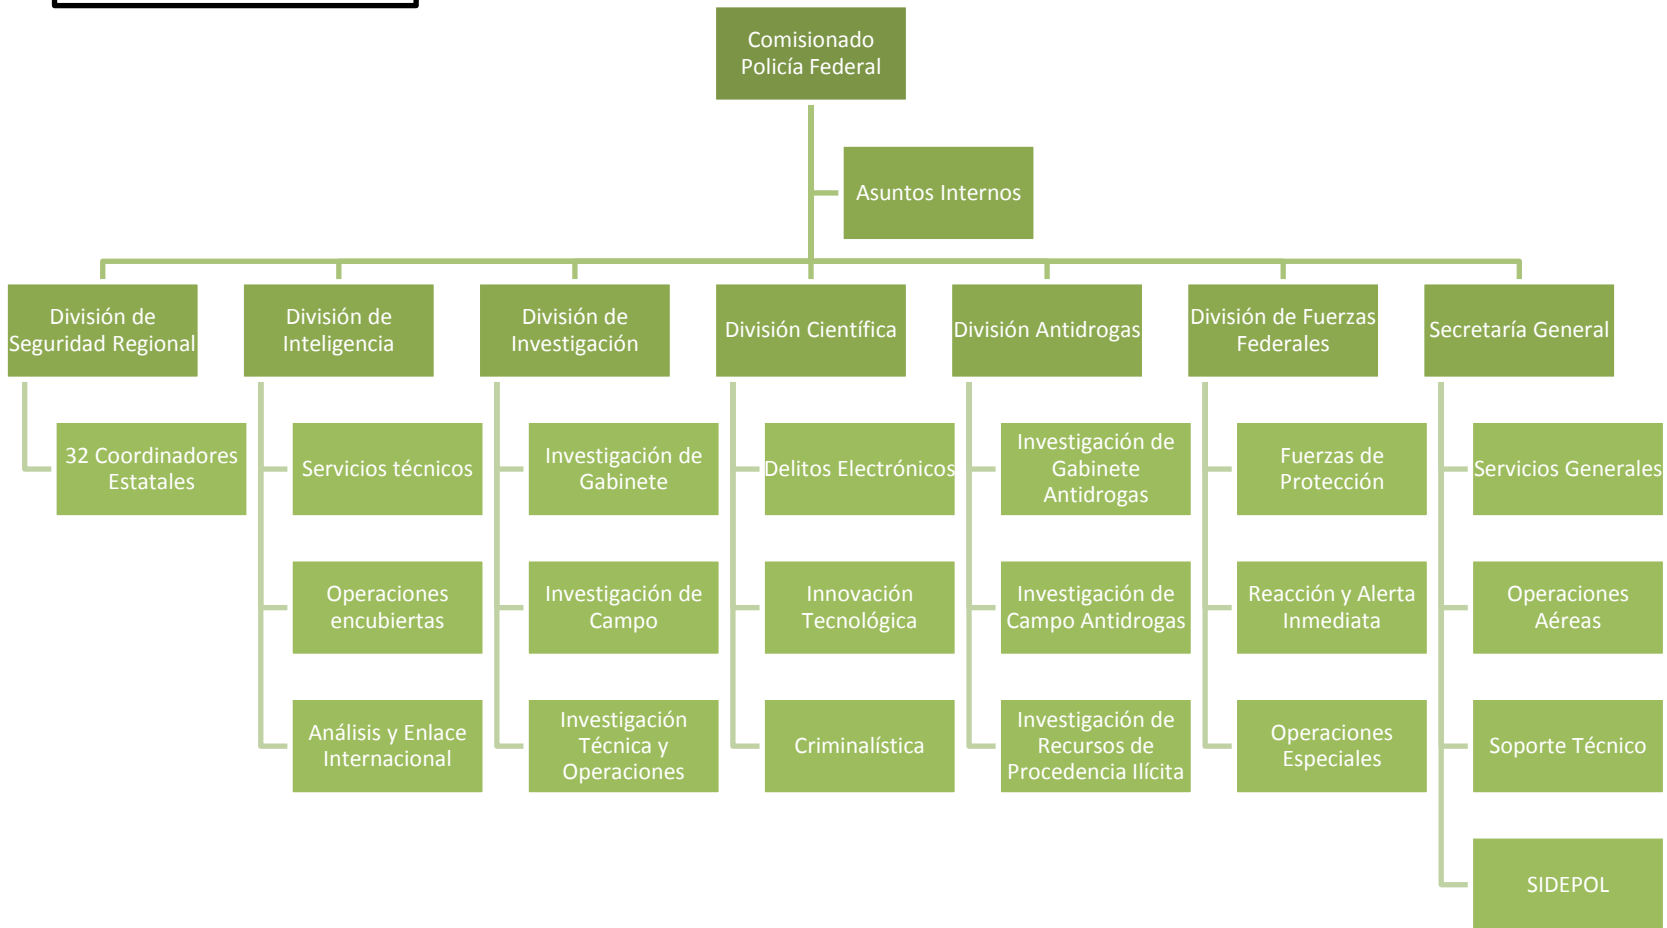 Comisionado
Policía Federal
Asuntos Internos
División de
Seguridad Regional
División de
Inteligencia
División de
Investigación
División Científica
División Antidrogas
División de Fuerzas
Federales
Secretaría General
32 Coordinadores
Estatales
Servicios técnicos
Investigación de
Gabinete
Delitos Electrónicos
Investigación de
Gabinete
Antidrogas
Fuerzas de
Protección
Servicios Generales
Operaciones
encubiertas
Investigación de
Campo
Innovación
Tecnológica
Investigación de
Campo Antidrogas
Reacción y Alerta
Inmediata
Operaciones
Aéreas
Análisis y Enlace
Internacional
Investigación
Técnica y
Operaciones
Criminalística
Investigación de
Recursos de
Procedencia Ilícita
Operaciones
Especiales
Soporte Técnico
SIDEPOL